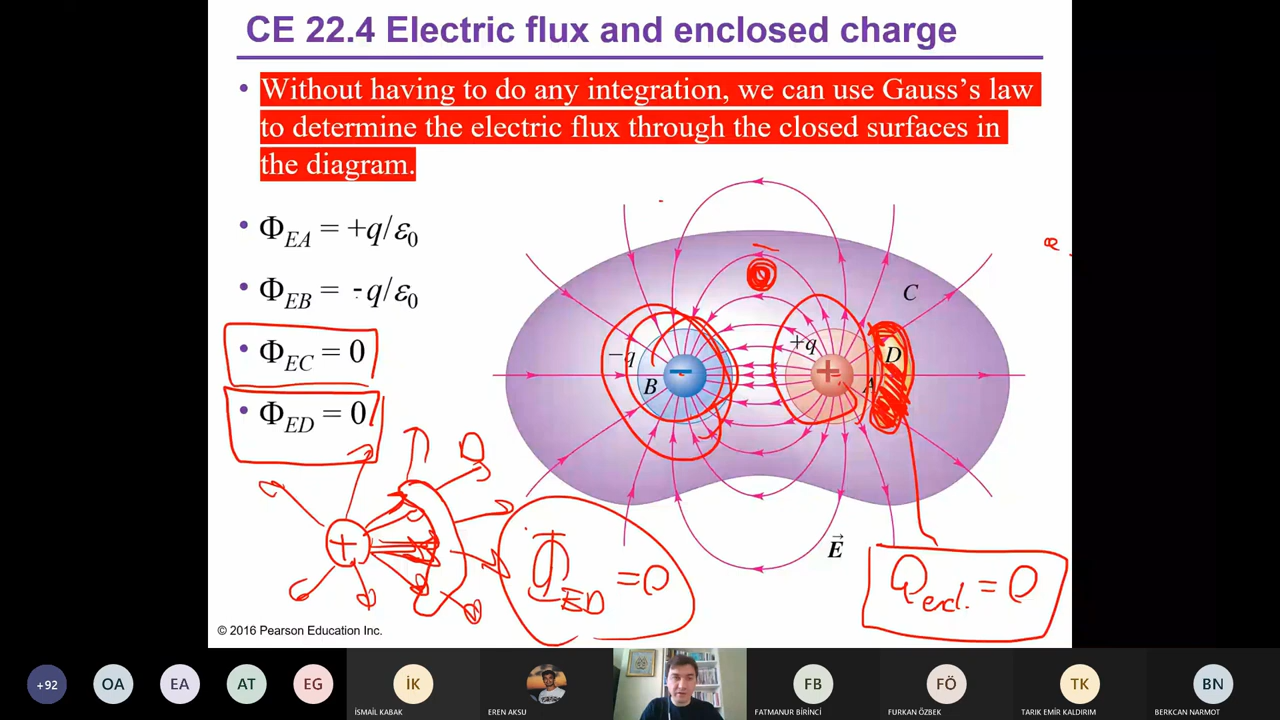 CE 22.4 Electric flux and enclosed charge
• Without having to do any integration, we can use Gauss's law
to determine the electric flux through the closed surfaces in
the diagram.
• Φ_EA = +q/ε₀
• Φ_EB = -q/ε₀
• Φ_EC = 0
• Φ_ED = 0
C
+q
D
−q
−
+
B
A
E⃗
D
+
Φ_ED = 0
Q_encl. = 0
© 2016 Pearson Education Inc.
+92
OA
EA
AT
EG
İK
FB
FÖ
TK
BN
İSMAİL KABAK
EREN AKSU
FATMANUR BİRİNCİ
FURKAN ÖZBEK
TARIK EMİR KALDIRIM
BERKCAN NARMOT